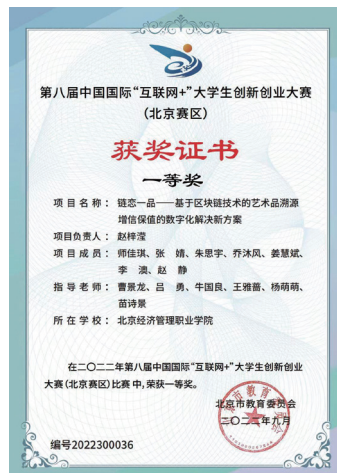 第八届中国国际“互联网+”大学生创新创业大赛
（北京赛区）
获奖证书
一等奖
项目名称：链恋一品——基于区块链技术的艺术品溯源
增信保值的数字化解决新方案
项目负责人：赵梓滢
项目成员：师佳琪、张 婧、朱思宇、乔沐风、姜慧斌、
李 澳、赵 静
指导老师：曹景龙、吕 勇、牛国良、王雅蔷、杨萌萌、
苗诗景
所在学校：北京经济管理职业学院
在二〇二二年第八届中国国际“互联网+”大学生创新创业
大赛（北京赛区）比赛 中，荣获一等奖。
北京市教育委员会
二〇二二年九月
编号2022300036